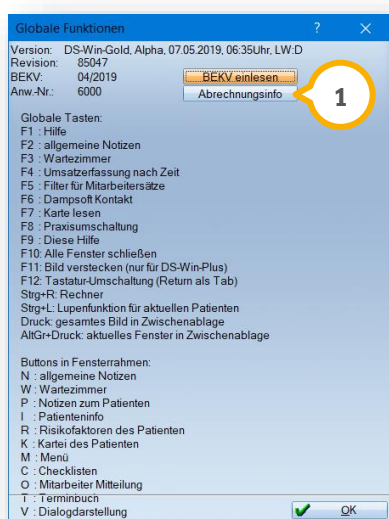 Globale Funktionen ? ×
Version: DS-Win-Gold, Alpha, 07.05.2019, 06:35Uhr, LW:D
Revision: 85047
BEKV: 04/2019 BEKV einlesen
Anw.-Nr.: 6000 Abrechnungsinfo
1
Globale Tasten:
F1 : Hilfe
F2 : allgemeine Notizen
F3 : Wartezimmer
F4 : Umsatzerfassung nach Zeit
F5 : Filter für Mitarbeitersätze
F6 : Dampsoft Kontakt
F7 : Karte lesen
F8 : Praxisumschaltung
F9 : Diese Hilfe
F10: Alle Fenster schließen
F11: Bild verstecken (nur für DS-Win-Plus)
F12: Tastatur-Umschaltung (Return als Tab)
Strg+R: Rechner
Strg+L: Lupenfunktion für aktuellen Patienten
Druck: gesamtes Bild in Zwischenablage
AltGr+Druck: aktuelles Fenster in Zwischenablage
Buttons in Fensterrahmen:
N : allgemeine Notizen
W : Wartezimmer
P : Notizen zum Patienten
I : Patienteninfo
R : Risikofaktoren des Patienten
K : Kartei des Patienten
M : Menü
C : Checklisten
O : Mitarbeiter Mitteilung
T : Terminbuch
V : Dialogdarstellung
OK